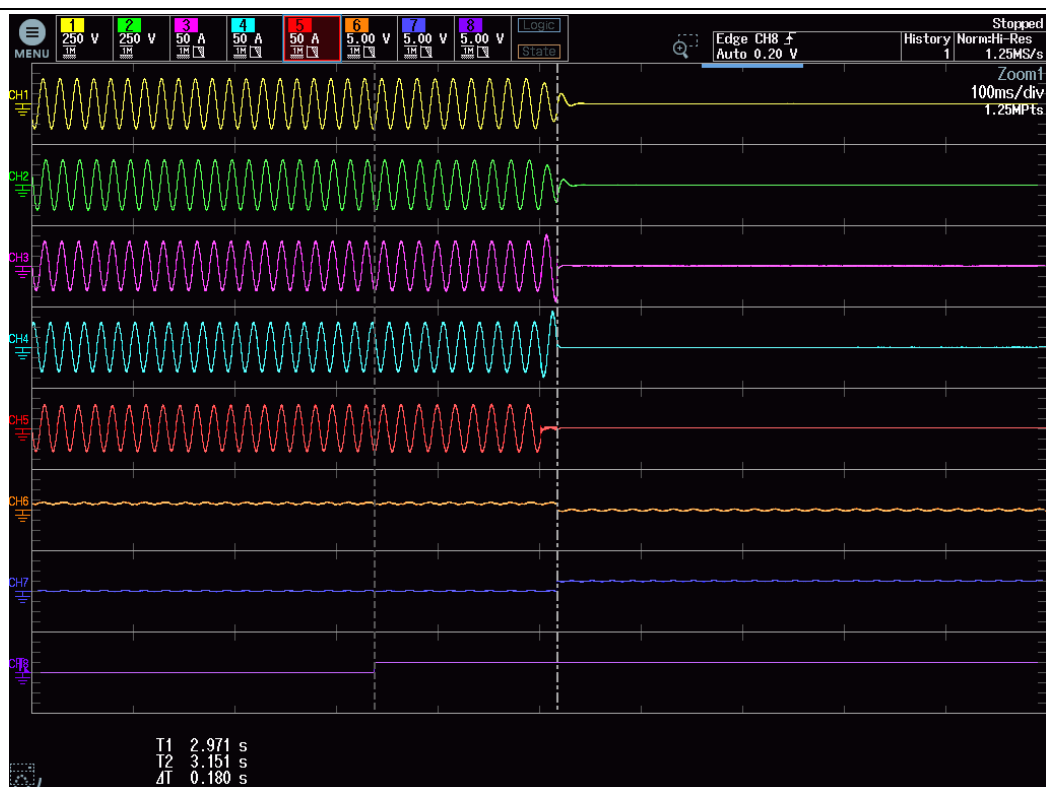 MENU
1 2 3 4 5 6 7 8 Logic Stopped
250 V 250 V 50 A 50 A 50 A 5.00 V 5.00 V 5.00 V Edge CH8 History Norm:Hi-Res
1M 1M 1M 1M 1M 1M 1M 1M State Auto 0.20 V 1 1.25MS/s
Zoom1
100ms/div
1.25MPts
CH1
CH2
CH3
CH4
CH5
CH6
CH7
T1 2.971 s
T2 3.151 s
ΔT 0.180 s